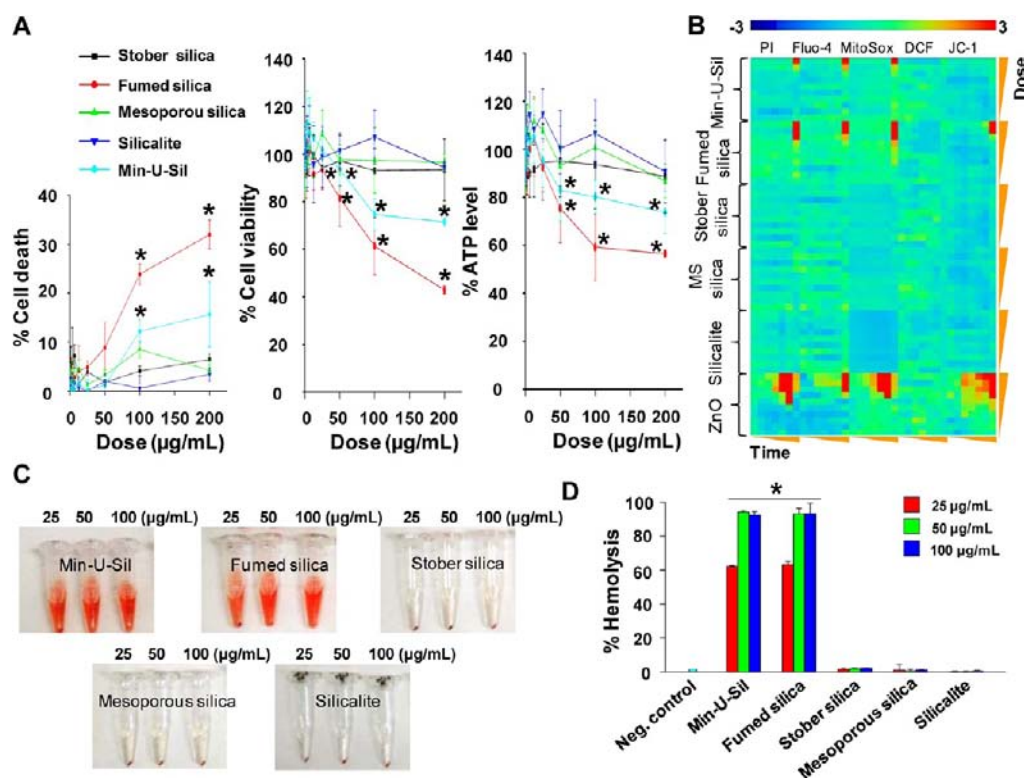 A
Stober silica
Fumed silica
Mesoporou silica
Silicalite
Min-U-Sil
% Cell death
40
30
20
10
0
0 50 100 150 200
Dose (µg/mL)
* * * *
% Cell viability
140
120
100
80
60
40
20
0
0 50 100 150 200
Dose (µg/mL)
* * * * * * *
% ATP level
140
120
100
80
60
40
20
0
0 50 100 150 200
Dose (µg/mL)
* * * * * *
B
-3 3
PI Fluo-4 MitoSox DCF JC-1
Dose
Min-U-Sil
Fumed
silica
Stober
silica
MS
silica
Silicalite
ZnO
Time
C
25 50 100 (µg/mL)
Min-U-Sil
25 50 100 (µg/mL)
Fumed silica
25 50 100 (µg/mL)
Stober silica
25 50 100 (µg/mL)
Mesoporous silica
25 50 100 (µg/mL)
Silicalite
D
% Hemolysis
100
80
60
40
20
0
*
25 µg/mL
50 µg/mL
100 µg/mL
Neg. control
Min-U-Sil
Fumed silica
Stober silica
Mesoporous silica
Silicalite